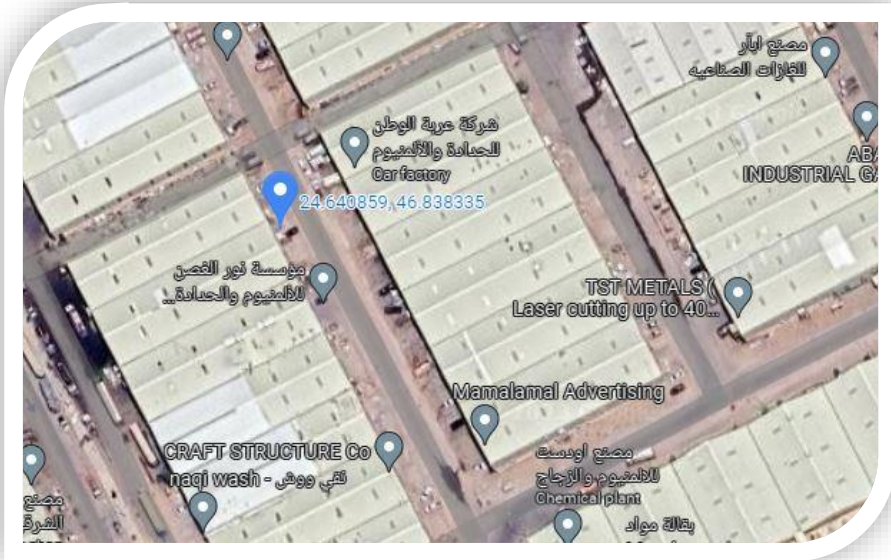 مصنع آبآر
للغازات الصناعيه
شركة عربة الوطن
للحدادة والألمنيوم
Car factory
ABA
INDUSTRIAL GA
24.640859, 46.838335
مؤسسة نور الغصن
للألمنيوم والحدادة...
TST METALS (
Laser cutting up to 40...
Mamalamal Advertising
CRAFT STRUCTURE Co
naqi wash - نقي ووش
مصنع اودست
للالمنيوم والزجاج
Chemical plant
مصنع
الشرق
بقالة مواد